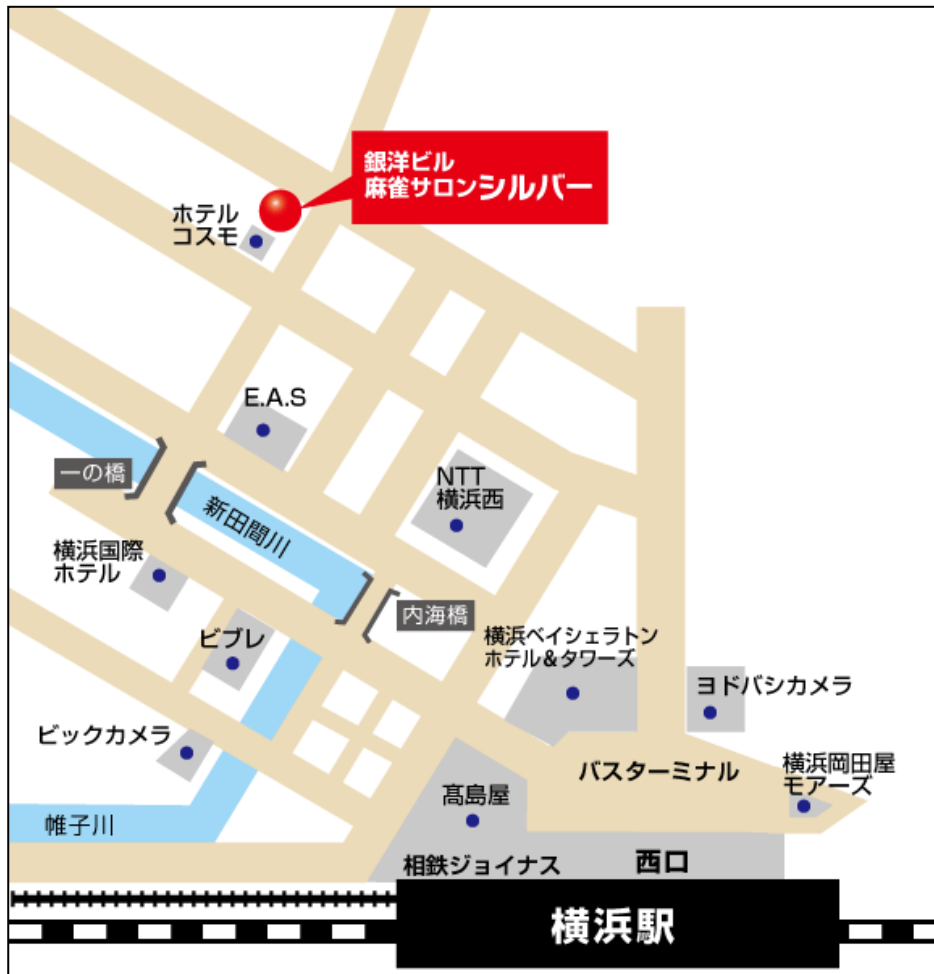 銀洋ビル
麻雀サロンシルバー
ホテル
コスモ
E.A.S
一の橋
NTT
横浜西
新田間川
横浜国際
ホテル
内海橋
ビブレ
横浜ベイシェラトン
ホテル&タワーズ
ヨドバシカメラ
ビックカメラ
バスターミナル
横浜岡田屋
モアーズ
髙島屋
帷子川
相鉄ジョイナス
西口
横浜駅